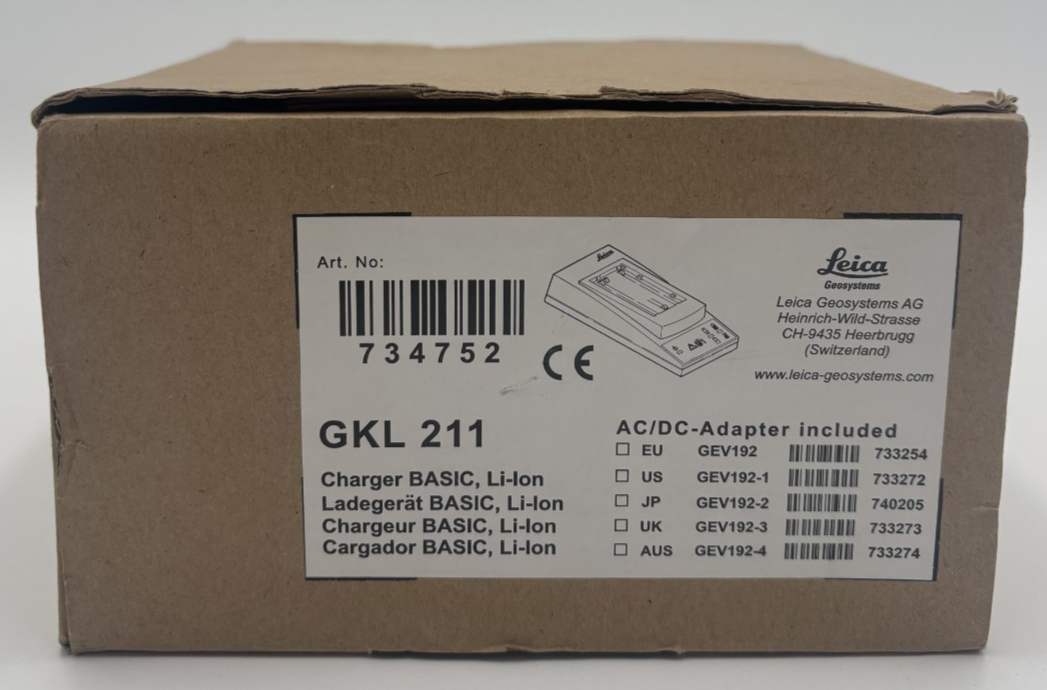 Art. No:
734752
Leica
Leica
Geosystems
Leica Geosystems AG
Heinrich-Wild-Strasse
CH-9435 Heerbrugg
(Switzerland)
www.leica-geosystems.com
CE
GKL 211
Charger BASIC, Li-Ion
Ladegerät BASIC, Li-Ion
Chargeur BASIC, Li-Ion
Cargador BASIC, Li-Ion
AC/DC-Adapter included
☐ EU GEV192 733254
☐ US GEV192-1 733272
☐ JP GEV192-2 740205
☐ UK GEV192-3 733273
☐ AUS GEV192-4 733274